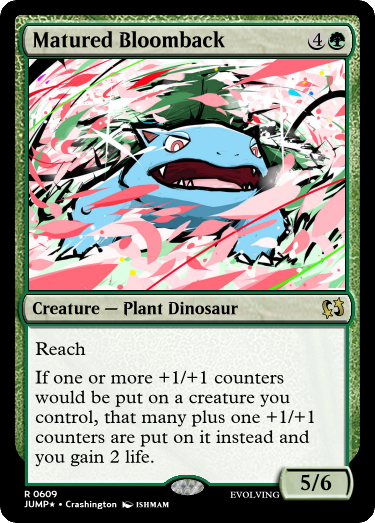 Matured Bloomback 4
Creature — Plant Dinosaur
Reach
If one or more +1/+1 counters
would be put on a creature you
control, that many plus one +1/+1
counters are put on it instead and
you gain 2 life.
5/6
R 0609
JUMP★ • Crashington ISHMAM
EVOLVING